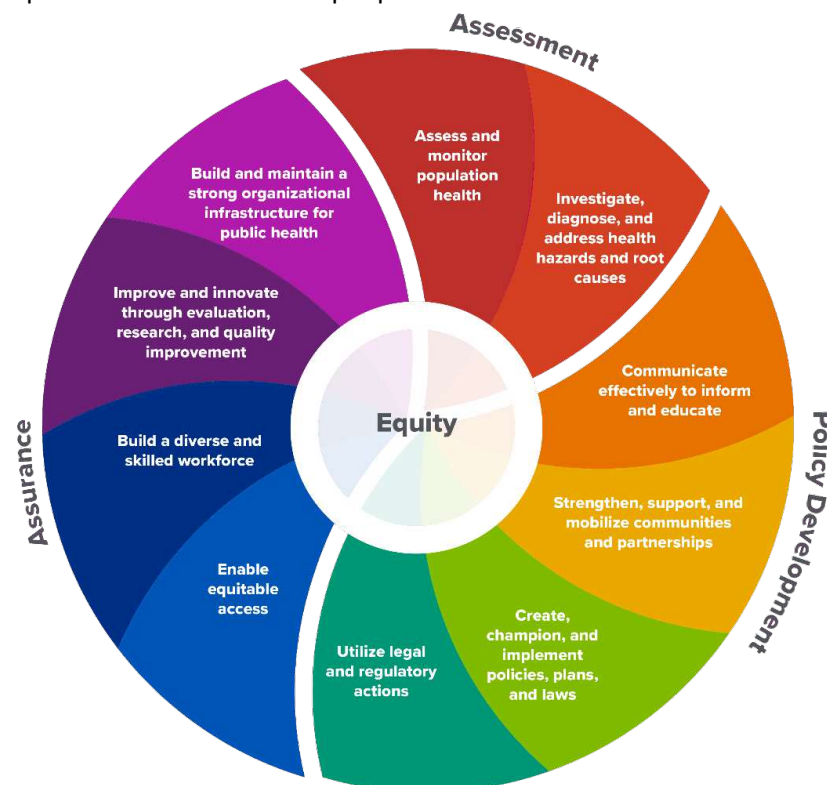 Assessment
Assess and
monitor
population
health
Investigate,
diagnose, and
address health
hazards and root
causes
Policy Development
Communicate
effectively to inform
and educate
Strengthen, support, and
mobilize communities
and partnerships
Create,
champion, and
implement
policies, plans,
and laws
Utilize legal
and regulatory
actions
Assurance
Enable
equitable
access
Build a diverse and
skilled workforce
Improve and innovate
through evaluation,
research, and quality
improvement
Build and maintain a
strong organizational
infrastructure for
public health
Equity